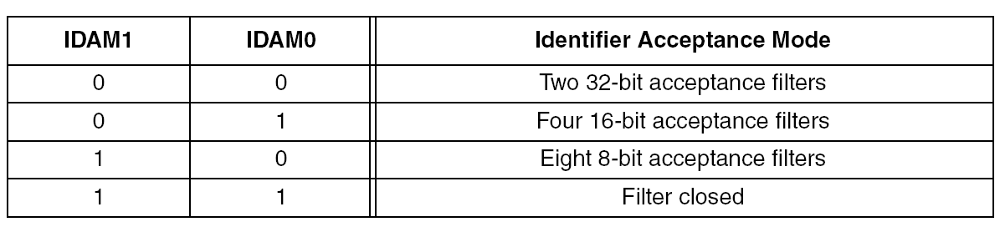 IDAM1 IDAM0 Identifier Acceptance Mode
0 0 Two 32-bit acceptance filters
0 1 Four 16-bit acceptance filters
1 0 Eight 8-bit acceptance filters
1 1 Filter closed